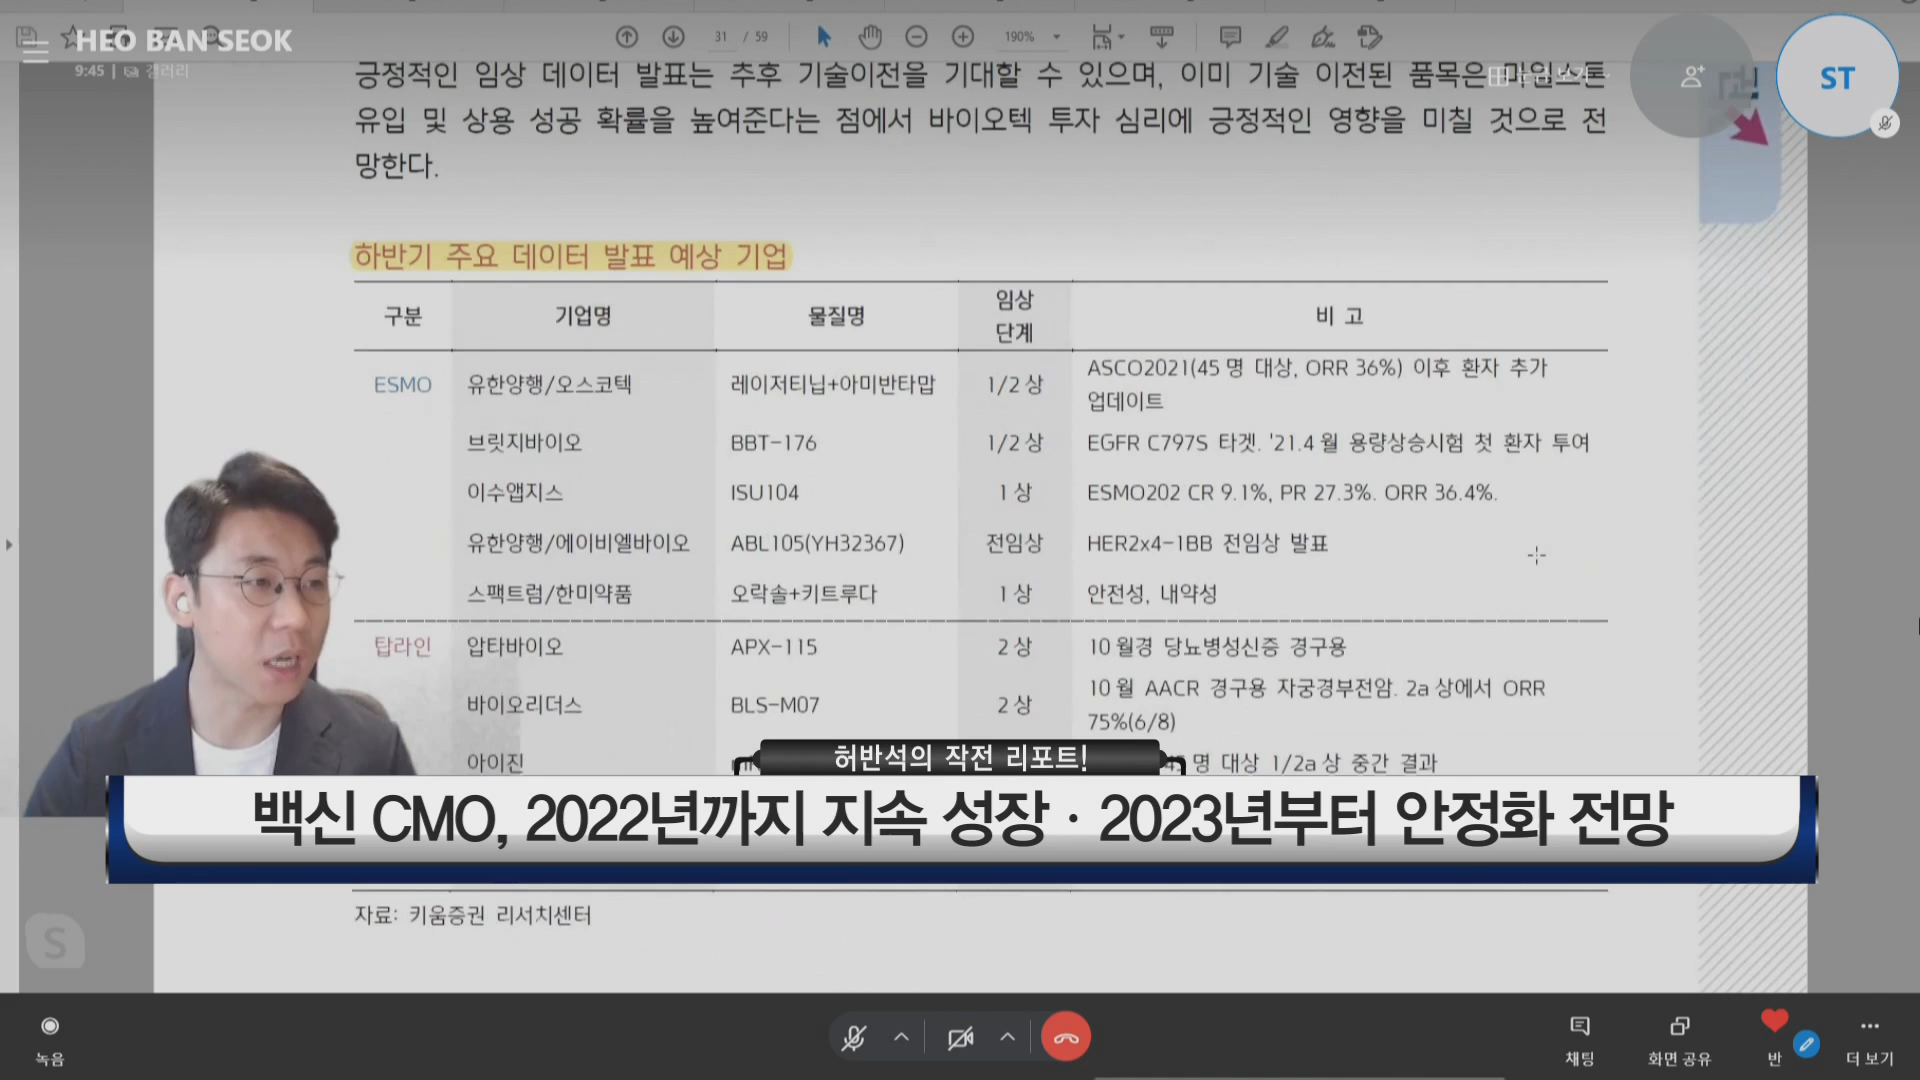 HEO BAN SEOK
31 / 59
190%
9:45 | 갤러리
ST
긍정적인 임상 데이터 발표는 추후 기술이전을 기대할 수 있으며, 이미 기술 이전된 품목은 마일스톤
유입 및 상용 성공 확률을 높여준다는 점에서 바이오텍 투자 심리에 긍정적인 영향을 미칠 것으로 전
망한다.
하반기 주요 데이터 발표 예상 기업
구분 기업명 물질명 임상 단계 비 고
ESMO 유한양행/오스코텍 레이저티닙+아미반타맙 1/2 상 ASCO2021(45 명 대상, ORR 36%) 이후 환자 추가
업데이트
브릿지바이오 BBT-176 1/2 상 EGFR C797S 타겟. '21.4 월 용량상승시험 첫 환자 투여
이수앱지스 ISU104 1 상 ESMO202 CR 9.1%, PR 27.3%. ORR 36.4%.
유한양행/에이비엘바이오 ABL105(YH32367) 전임상 HER2x4-1BB 전임상 발표
스팩트럼/한미약품 오락솔+키트루다 1 상 안전성, 내약성
탑라인 압타바이오 APX-115 2 상 10 월경 당뇨병성신증 경구용
바이오리더스 BLS-M07 2 상 10 월 AACR 경구용 자궁경부전암. 2a 상에서 ORR
75%(6/8)
아이진 45 명 대상 1/2a 상 중간 결과
허반석의 작전 리포트!
백신 CMO, 2022년까지 지속 성장 · 2023년부터 안정화 전망
자료: 키움증권 리서치센터
S
녹음
채팅
화면 공유
반
더 보기